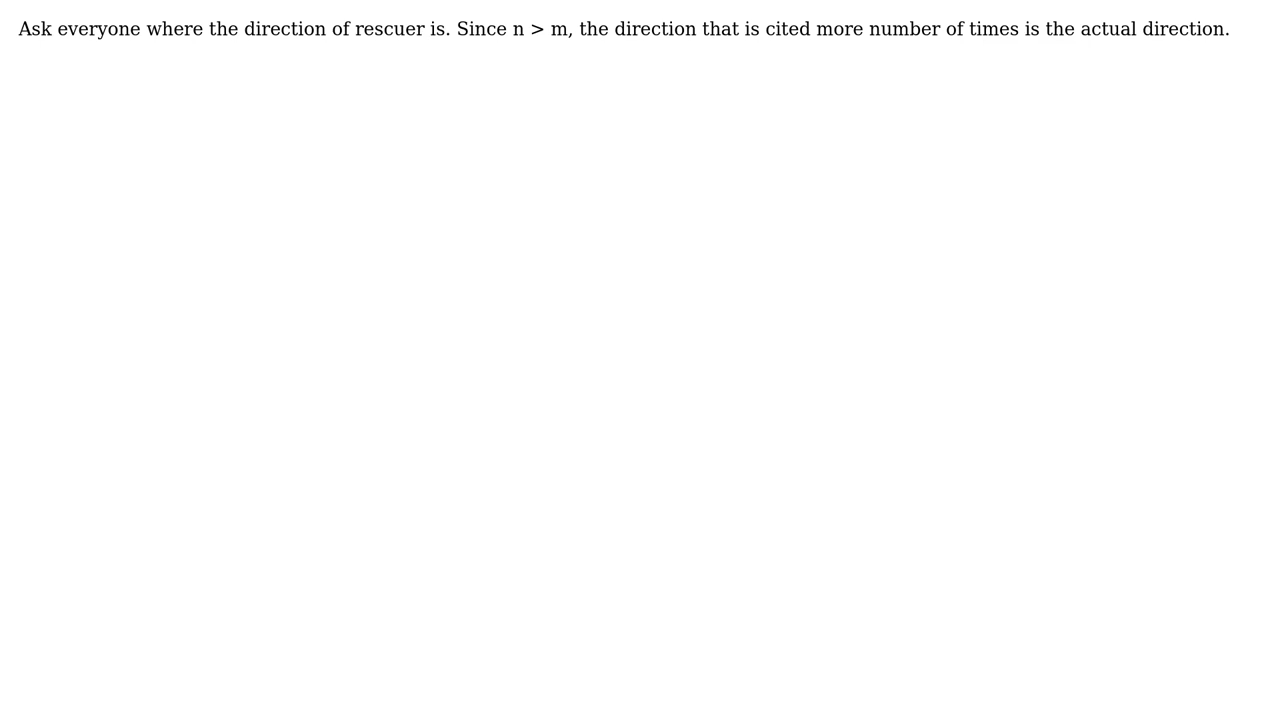 Ask everyone where the direction of rescuer is. Since n > m, the direction that is cited more number of times is the actual direction.